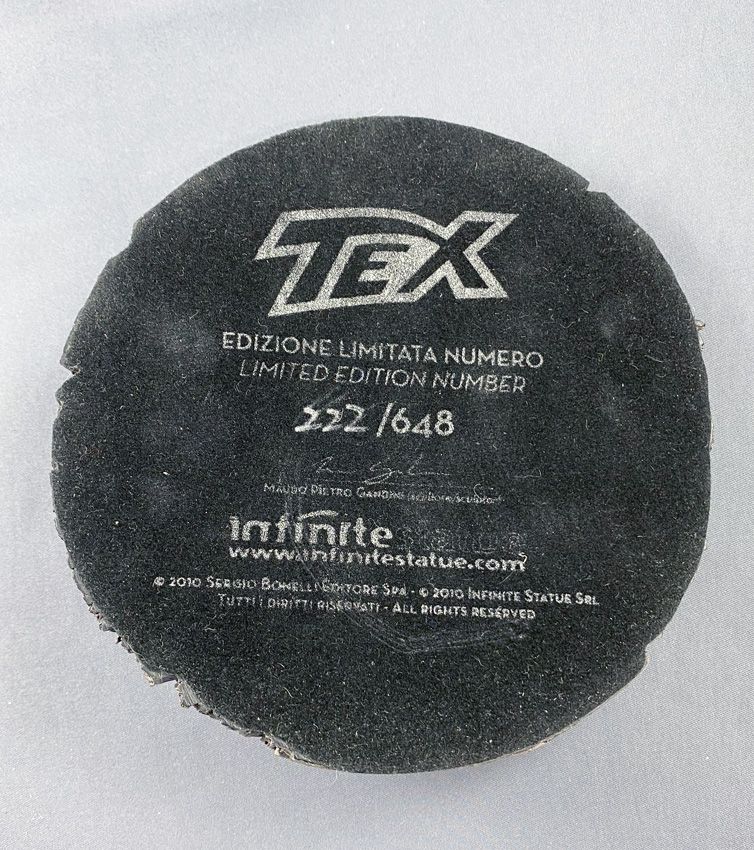 TEX
EDIZIONE LIMITATA NUMERO
LIMITED EDITION NUMBER
222/648
MAURO PIETRO GANDINI
infinite statue
www.infinitestatue.com
© 2010 SERGIO BONELLI EDITORE SPA - © 2010 INFINITE STATUE SRL
TUTTI I DIRITTI RISERVATI - ALL RIGHTS RESERVED